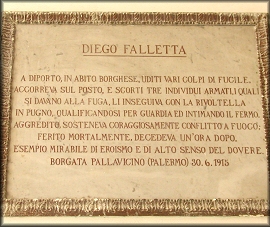 DIEGO FALLETTA
A DIPORTO, IN ABITO BORGHESE, UDITI VARI COLPI DI FUCILE,
ACCORREVA SUL POSTO, E SCORTI TRE INDIVIDUI ARMATI, QUALI
SI DAVANO ALLA FUGA, LI INSEGUIVA CON LA RIVOLTELLA
IN PUGNO, QUALIFICANDOSI PER GUARDIA ED INTIMANDO IL FERMO.
AGGREDITO, SOSTENEVA CORAGGIOSAMENTE CONFLITTO A FUOCO:
FERITO MORTALMENTE, DECEDEVA UN'ORA DOPO.
ESEMPIO MIRABILE DI EROISMO E DI ALTO SENSO DEL DOVERE.
BORGATA PALLAVICINO (PALERMO) 30.6.1915